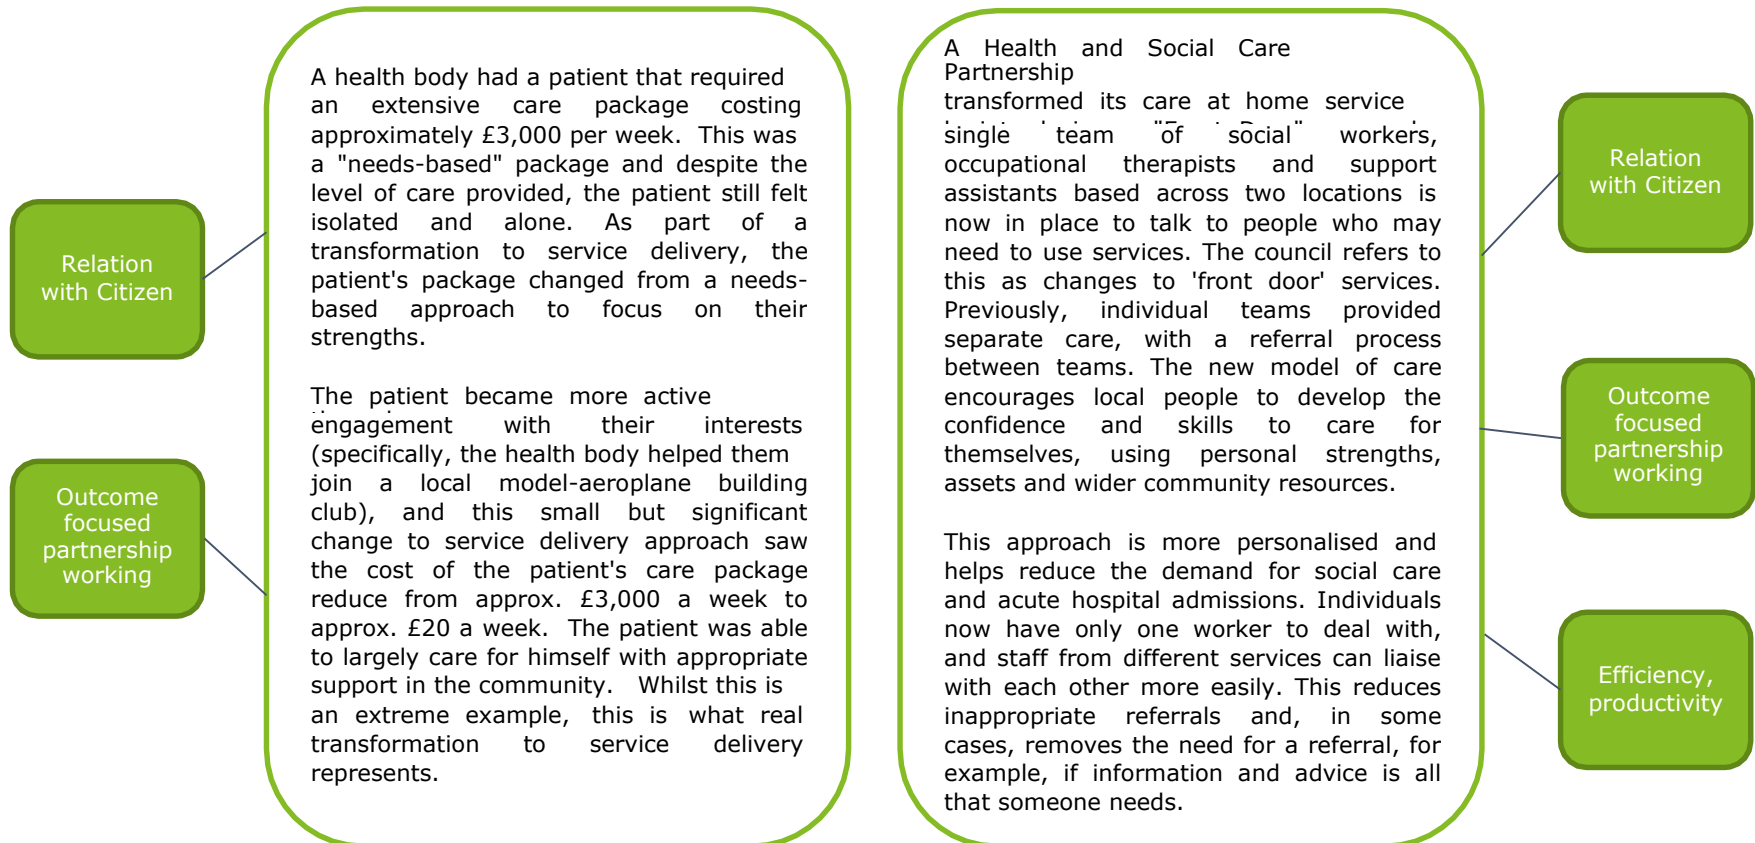 Relation
with Citizen
Outcome
focused
partnership
working
A health body had a patient that required
an extensive care package costing
approximately £3,000 per week. This was
a "needs-based" package and despite the
level of care provided, the patient still felt
isolated and alone. As part of a
transformation to service delivery, the
patient's package changed from a needs-
based approach to focus on their
strengths.
The patient became more active
engagement with their interests
(specifically, the health body helped them
join a local model-aeroplane building
club), and this small but significant
change to service delivery approach saw
the cost of the patient's care package
reduce from approx. £3,000 a week to
approx. £20 a week. The patient was able
to largely care for himself with appropriate
support in the community. Whilst this is
an extreme example, this is what real
transformation to service delivery
represents.
A Health and Social Care
Partnership
transformed its care at home service
single team of social workers,
occupational therapists and support
assistants based across two locations is
now in place to talk to people who may
need to use services. The council refers to
this as changes to 'front door' services.
Previously, individual teams provided
separate care, with a referral process
between teams. The new model of care
encourages local people to develop the
confidence and skills to care for
themselves, using personal strengths,
assets and wider community resources.
This approach is more personalised and
helps reduce the demand for social care
and acute hospital admissions. Individuals
now have only one worker to deal with,
and staff from different services can liaise
with each other more easily. This reduces
inappropriate referrals and, in some
cases, removes the need for a referral, for
example, if information and advice is all
that someone needs.
Relation
with Citizen
Outcome
focused
partnership
working
Efficiency,
productivity